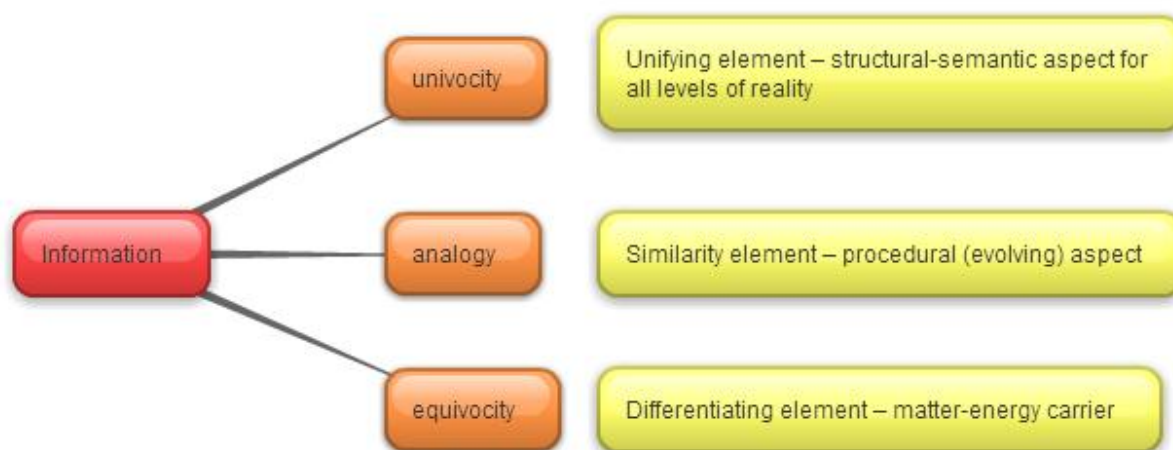 univocity
Unifying element – structural-semantic aspect for
all levels of reality
Information
analogy
Similarity element – procedural (evolving) aspect
equivocity
Differentiating element – matter-energy carrier